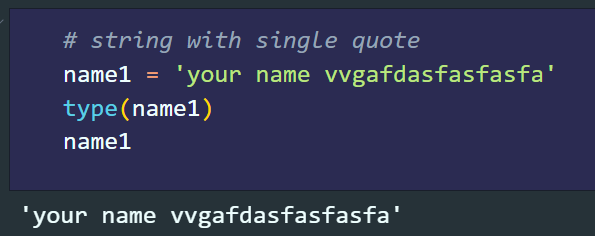 # string with single quote
name1 = 'your name vvgafdasfasfasfa'
type(name1)
name1
'your name vvgafdasfasfasfa'